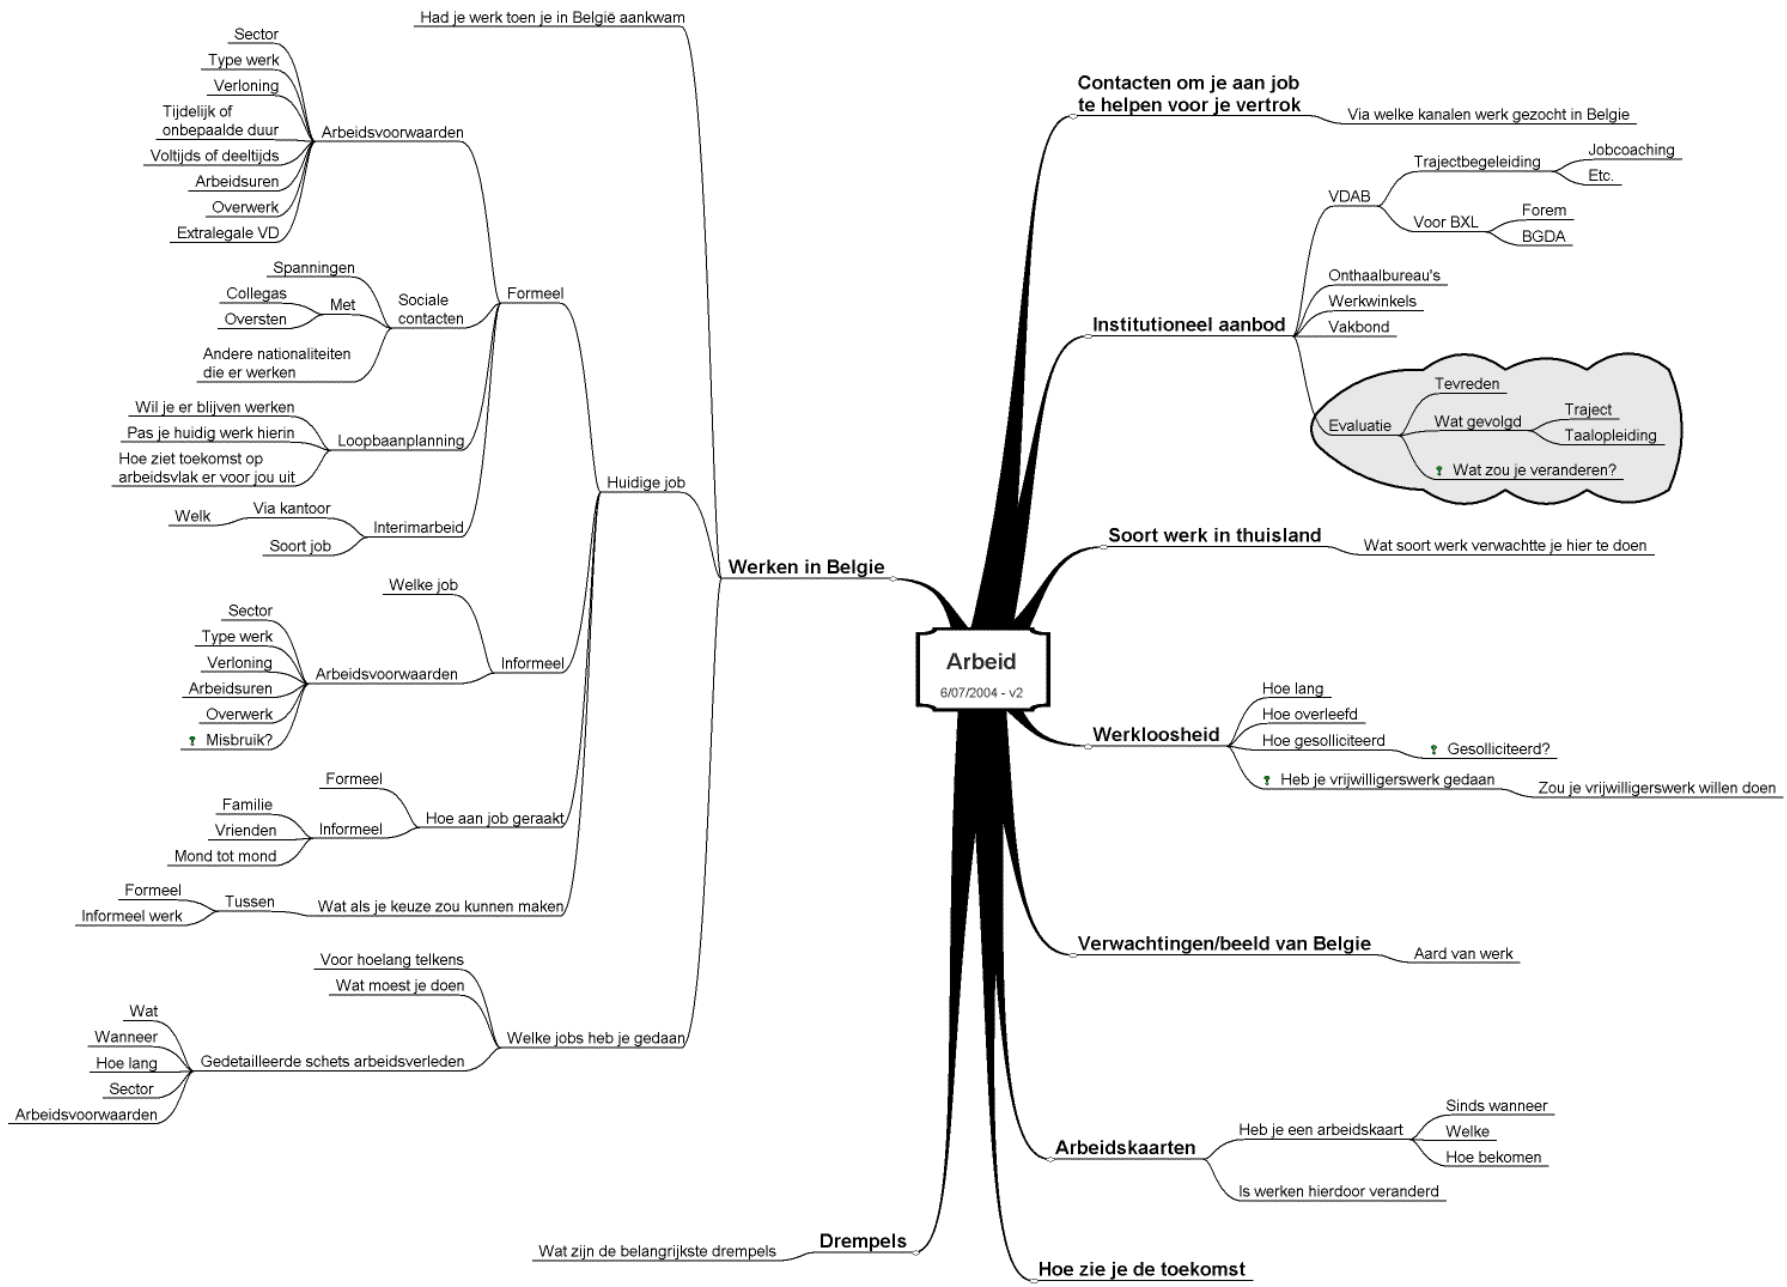 Arbeid
6/07/2004 - v2
Contacten om je aan job
te helpen voor je vertrok
Via welke kanalen werk gezocht in Belgie
Institutioneel aanbod
VDAB
Trajectbegeleiding
Jobcoaching
Etc.
Voor BXL
Forem
BGDA
Onthaalbureau's
Werkwinkels
Vakbond
Evaluatie
Tevreden
Wat gevolgd
Traject
Taalopleiding
Wat zou je veranderen?
Soort werk in thuisland
Wat soort werk verwachtte je hier te doen
Werkloosheid
Hoe lang
Hoe overleefd
Hoe gesolliciteerd
Gesolliciteerd?
Heb je vrijwilligerswerk gedaan
Zou je vrijwilligerswerk willen doen
Verwachtingen/beeld van Belgie
Aard van werk
Arbeidskaarten
Heb je een arbeidskaart
Sinds wanneer
Welke
Hoe bekomen
Is werken hierdoor veranderd
Hoe zie je de toekomst
Drempels
Wat zijn de belangrijkste drempels
Werken in Belgie
Had je werk toen je in België aankwam
Huidige job
Formeel
Arbeidsvoorwaarden
Sector
Type werk
Verloning
Tijdelijk of
onbepaalde duur
Voltijds of deeltijds
Arbeidsuren
Overwerk
Extralegale VD
Sociale
contacten
Spanningen
Met
Collegas
Oversten
Andere nationaliteiten
die er werken
Loopbaanplanning
Wil je er blijven werken
Pas je huidig werk hierin
Hoe ziet toekomst op
arbeidsvlak er voor jou uit
Interimarbeid
Via kantoor
Welk
Soort job
Informeel
Welke job
Arbeidsvoorwaarden
Sector
Type werk
Verloning
Arbeidsuren
Overwerk
Misbruik?
Hoe aan job geraakt
Formeel
Informeel
Familie
Vrienden
Mond tot mond
Wat als je keuze zou kunnen maken
Tussen
Formeel
Informeel werk
Welke jobs heb je gedaan
Voor hoelang telkens
Wat moest je doen
Gedetailleerde schets arbeidsverleden
Wat
Wanneer
Hoe lang
Sector
Arbeidsvoorwaarden